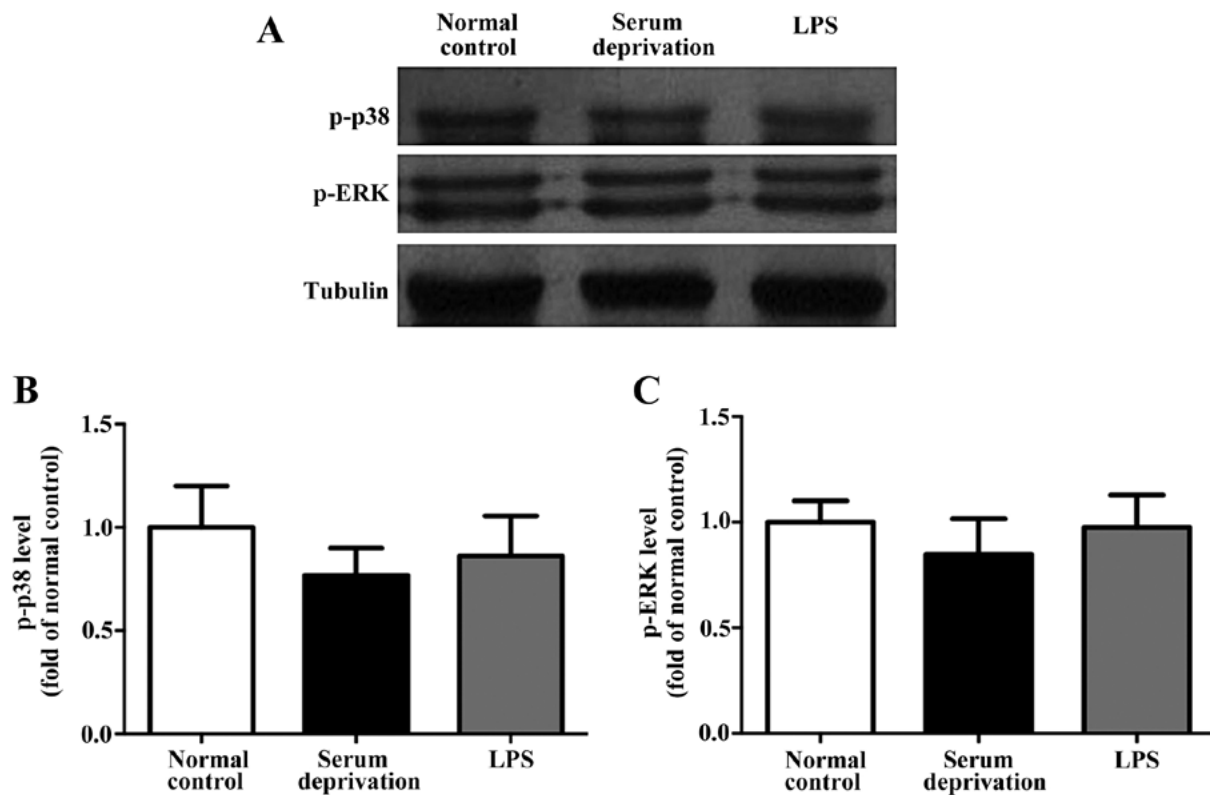 A
Normal
control
Serum
deprivation
LPS
p-p38
p-ERK
Tubulin
B
p-p38 level
(fold of normal control)
1.5
1.0
0.5
0.0
Normal
control
Serum
deprivation
LPS
C
p-ERK level
(fold of normal control)
1.5
1.0
0.5
0.0
Normal
control
Serum
deprivation
LPS